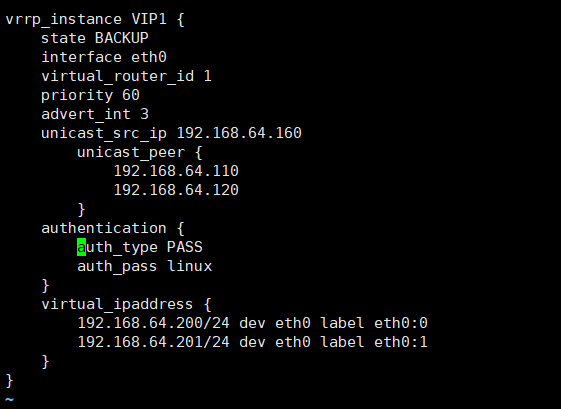 vrrp_instance VIP1 {
    state BACKUP
    interface eth0
    virtual_router_id 1
    priority 60
    advert_int 3
    unicast_src_ip 192.168.64.160
        unicast_peer {
            192.168.64.110
            192.168.64.120
        }
    authentication {
        auth_type PASS
        auth_pass linux
    }
    virtual_ipaddress {
        192.168.64.200/24 dev eth0 label eth0:0
        192.168.64.201/24 dev eth0 label eth0:1
    }
}
~